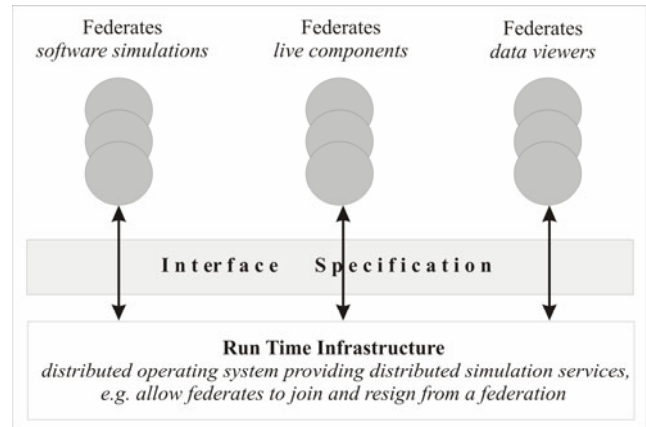 Federates
software simulations
Federates
live components
Federates
data viewers
Interface Specification
Run Time Infrastructure
distributed operating system providing distributed simulation services,
e.g. allow federates to join and resign from a federation